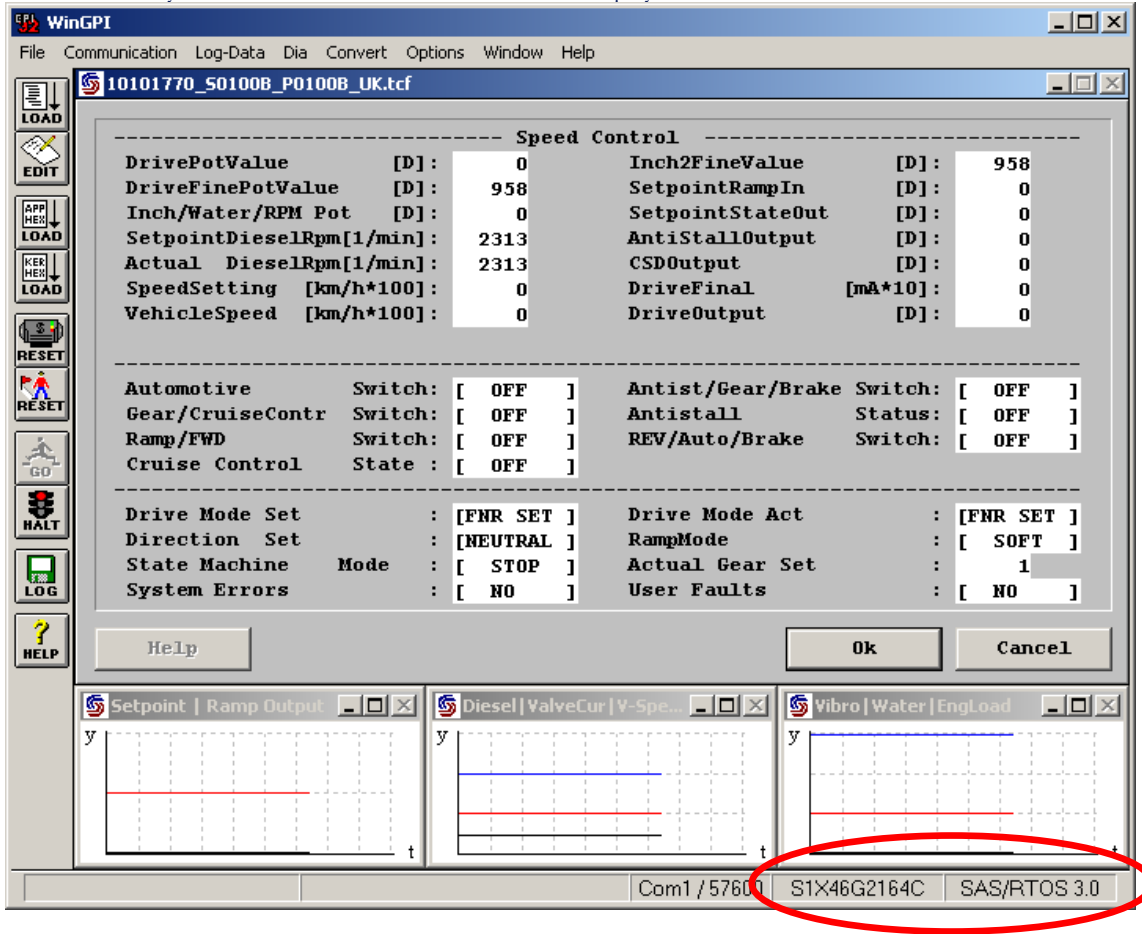 WinGPI
File Communication Log-Data Dia Convert Options Window Help
10101770_S0100B_P0100B_UK.tcf
LOAD
EDIT
APP HEX LOAD
KER HEX LOAD
RESET
RESET
GO
HALT
LOG
HELP
Speed Control
DrivePotValue [D]: 0 Inch2FineValue [D]: 958
DriveFinePotValue [D]: 958 SetpointRampIn [D]: 0
Inch/Water/RPM Pot [D]: 0 SetpointStateOut [D]: 0
SetpointDieselRpm[1/min]: 2313 AntiStallOutput [D]: 0
Actual DieselRpm[1/min]: 2313 CSDOutput [D]: 0
SpeedSetting [km/h*100]: 0 DriveFinal [mA*10]: 0
VehicleSpeed [km/h*100]: 0 DriveOutput [D]: 0
Automotive Switch: [ OFF ] Antist/Gear/Brake Switch: [ OFF ]
Gear/CruiseContr Switch: [ OFF ] Antistall Status: [ OFF ]
Ramp/FWD Switch: [ OFF ] REV/Auto/Brake Switch: [ OFF ]
Cruise Control State : [ OFF ]
Drive Mode Set : [FNR SET ] Drive Mode Act : [FNR SET ]
Direction Set : [NEUTRAL ] RampMode : [ SOFT ]
State Machine Mode : [ STOP ] Actual Gear Set : 1
System Errors : [ NO ] User Faults : [ NO ]
Help Ok Cancel
Setpoint | Ramp Output Diesel|ValveCur|V-Spe... Vibro|Water|EngLoad
y y y
t t t
Com1 / 57600 S1X46G2164C SAS/RTOS 3.0